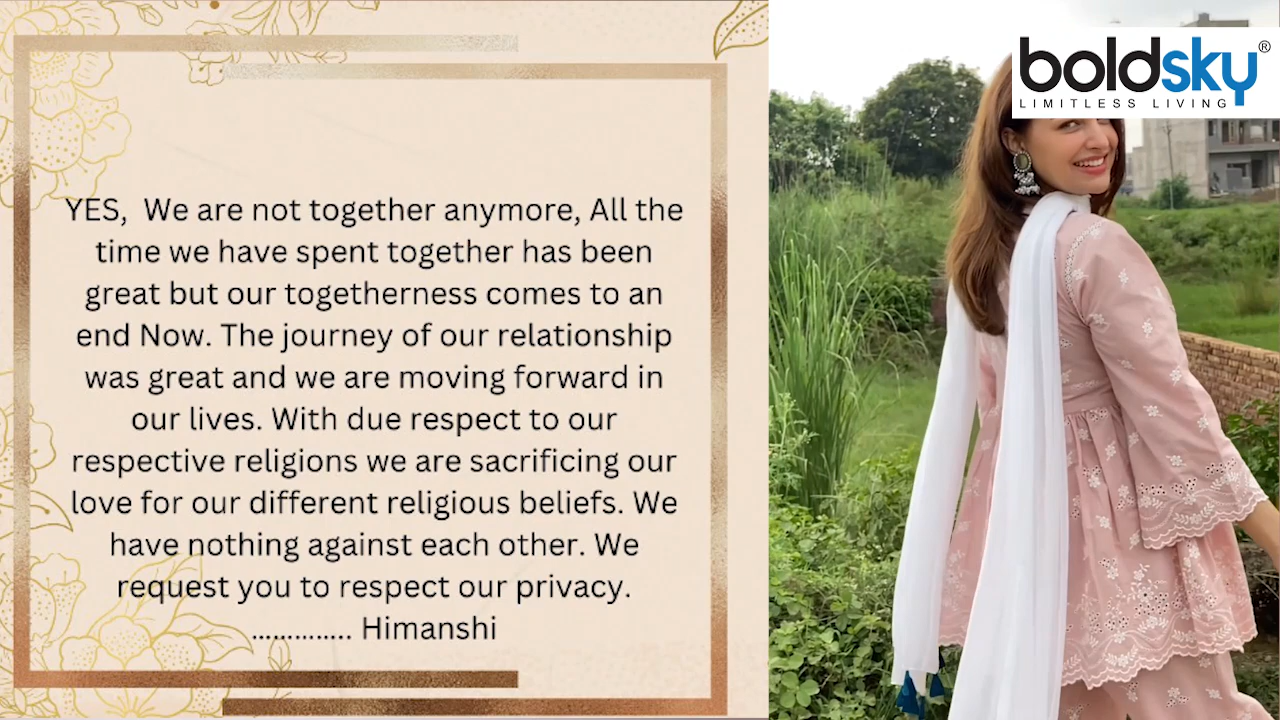 YES,  We are not together anymore, All the
time we have spent together has been
great but our togetherness comes to an
end Now. The journey of our relationship
was great and we are moving forward in
our lives. With due respect to our
respective religions we are sacrificing our
love for our different religious beliefs. We
have nothing against each other. We
request you to respect our privacy.
………….. Himanshi
boldsky®
LIMITLESS LIVING